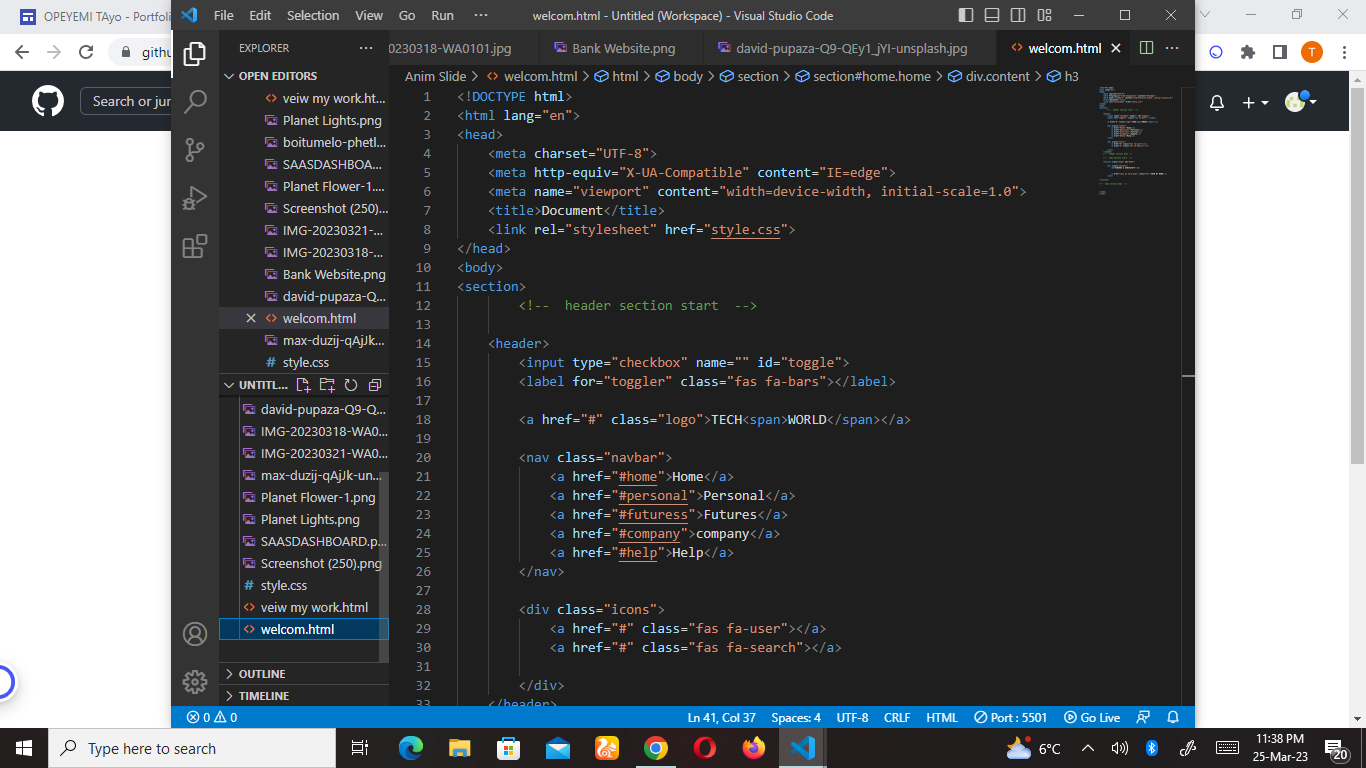 OPEYEMI TAyo - Portfoli
File Edit Selection View Go Run ··· welcom.html - Untitled (Workspace) - Visual Studio Code
githu
Search or jur
EXPLORER
OPEN EDITORS
veiw my work.ht...
Planet Lights.png
boitumelo-phetl...
SAASDASHBOA...
Planet Flower-1....
Screenshot (250)...
IMG-20230321-...
IMG-20230318-...
Bank Website.png
david-pupaza-Q...
welcom.html
max-duzij-qAjJk...
# style.css
UNTITL...
david-pupaza-Q9-Q...
IMG-20230318-WA0...
IMG-20230321-WA0...
max-duzij-qAjJk-un...
Planet Flower-1.png
Planet Lights.png
SAASDASHBOARD.p...
Screenshot (250).png
# style.css
veiw my work.html
welcom.html
OUTLINE
TIMELINE
20230318-WA0101.jpg Bank Website.png david-pupaza-Q9-QEy1_jYI-unsplash.jpg welcom.html
Anim Slide > welcom.html > html > body > section > section#home.home > div.content > h3
1 <!DOCTYPE html>
2 <html lang="en">
3 <head>
4 <meta charset="UTF-8">
5 <meta http-equiv="X-UA-Compatible" content="IE=edge">
6 <meta name="viewport" content="width=device-width, initial-scale=1.0">
7 <title>Document</title>
8 <link rel="stylesheet" href="style.css">
9 </head>
10 <body>
11 <section>
12 <!-- header section start -->
13
14 <header>
15 <input type="checkbox" name="" id="toggle">
16 <label for="toggler" class="fas fa-bars"></label>
17
18 <a href="#" class="logo">TECH<span>WORLD</span></a>
19
20 <nav class="navbar">
21 <a href="#home">Home</a>
22 <a href="#personal">Personal</a>
23 <a href="#futuress">Futures</a>
24 <a href="#company">company</a>
25 <a href="#help">Help</a>
26 </nav>
27
28 <div class="icons">
29 <a href="#" class="fas fa-user"></a>
30 <a href="#" class="fas fa-search"></a>
31
32 </div>
33 </header>
T
0 0 Ln 41, Col 37 Spaces: 4 UTF-8 CRLF HTML Port : 5501 Go Live
Type here to search
6°C
11:38 PM
25-Mar-23
20